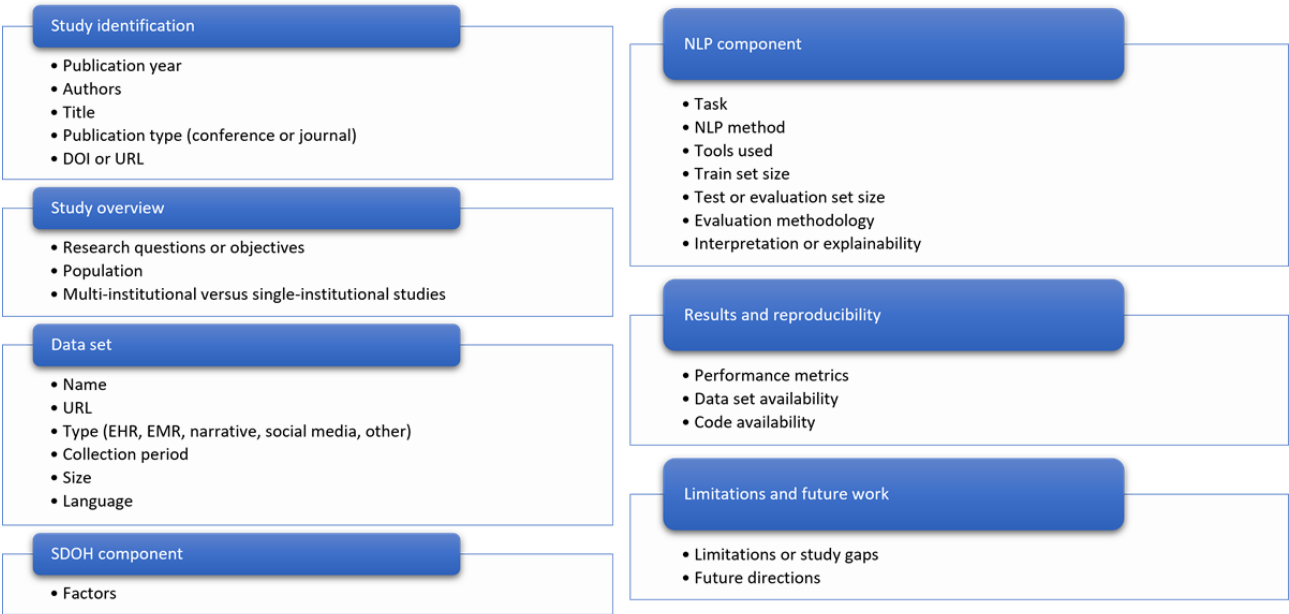 Study identification
• Publication year
• Authors
• Title
• Publication type (conference or journal)
• DOI or URL
Study overview
• Research questions or objectives
• Population
• Multi-institutional versus single-institutional studies
Data set
• Name
• URL
• Type (EHR, EMR, narrative, social media, other)
• Collection period
• Size
• Language
SDOH component
• Factors
NLP component
• Task
• NLP method
• Tools used
• Train set size
• Test or evaluation set size
• Evaluation methodology
• Interpretation or explainability
Results and reproducibility
• Performance metrics
• Data set availability
• Code availability
Limitations and future work
• Limitations or study gaps
• Future directions